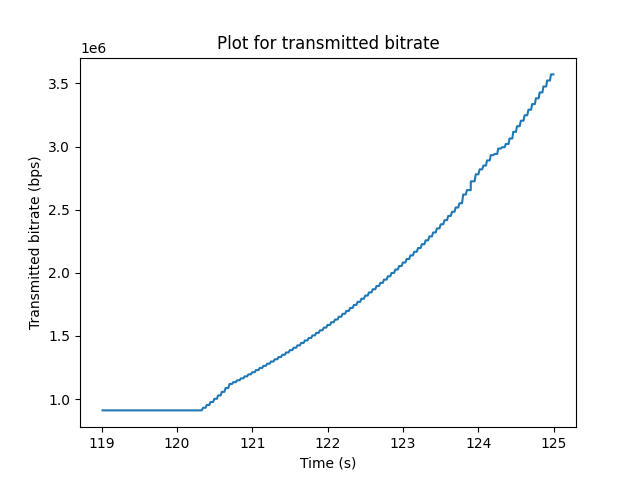 Plot for transmitted bitrate
1e6
3.5
3.0
2.5
2.0
1.5
1.0
Transmitted bitrate (bps)
119 120 121 122 123 124 125
Time (s)